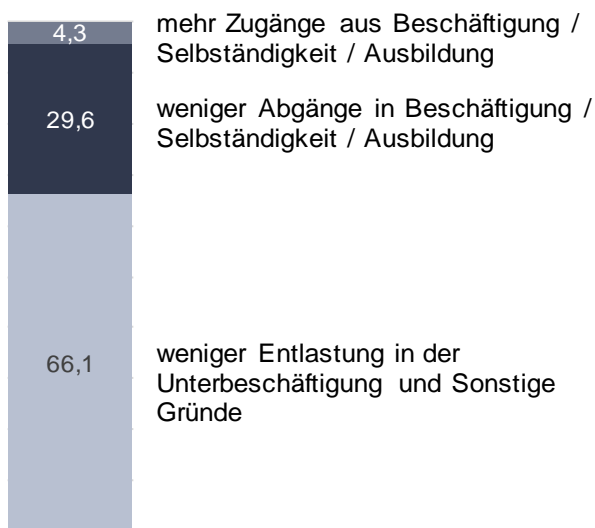 4,3
mehr Zugänge aus Beschäftigung /
Selbständigkeit / Ausbildung
29,6
weniger Abgänge in Beschäftigung /
Selbständigkeit / Ausbildung
66,1
weniger Entlastung in der
Unterbeschäftigung und Sonstige
Gründe